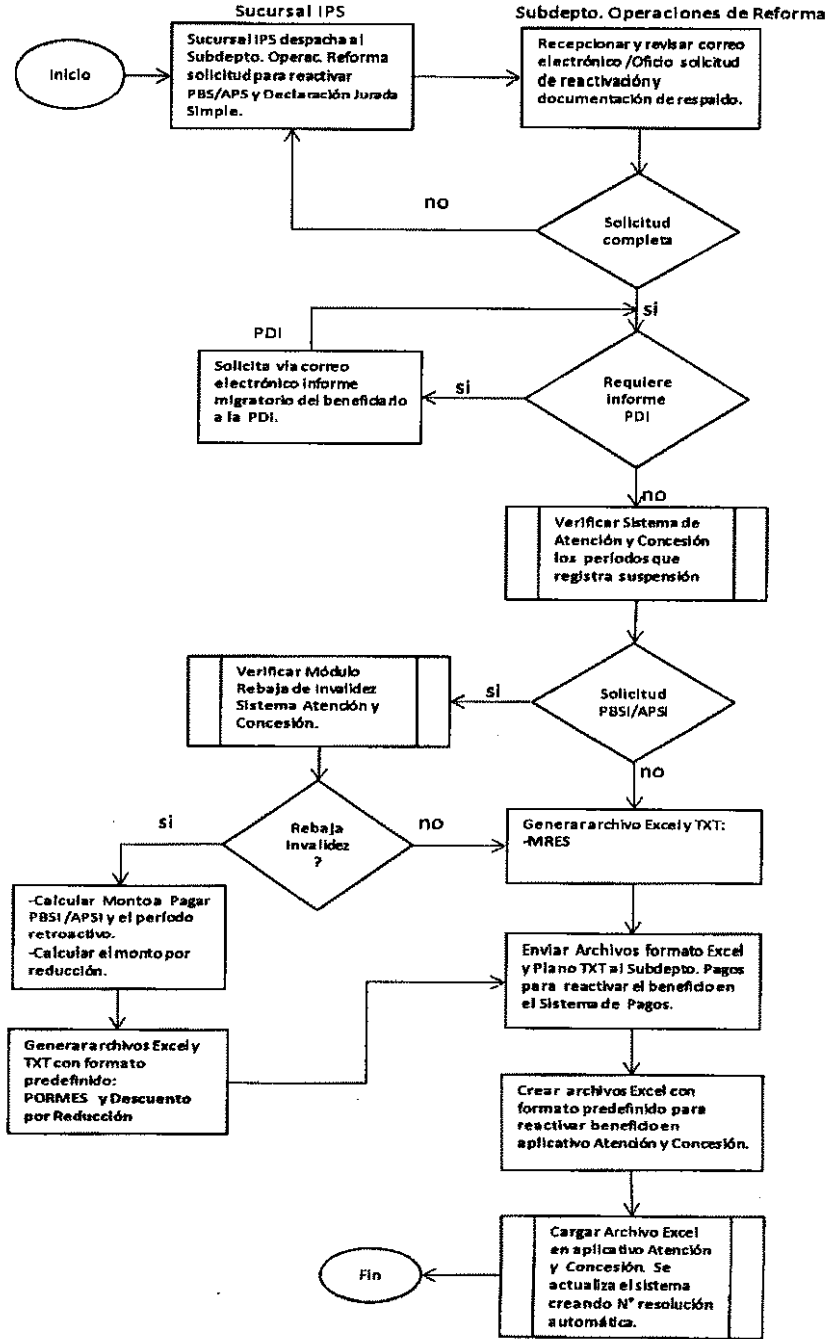 Sucursal IPS
Subdepto. Operaciones de Reforma
Inicio
Sucursal IPS despacha al
Subdepto. Operac. Reforma
solicitud para reactivar
PBS/APS y Declaración Jurada
Simple.
Recepcionar y revisar correo
electrónico /Oficio solicitud
de reactivación y
documentación de respaldo.
no
Solicitud
completa
si
PDI
Solicita vía correo
electrónico informe
migratorio del beneficiario
a la PDI.
si
Requiere
informe
PDI
no
Verificar Sistema de
Atención y Concesión
los períodos que
registra suspensión
Verificar Módulo
Rebaja de Invalidez
Sistema Atención y
Concesión.
si
Solicitud
PBSI/APSI
no
si
Rebaja
Invalidez
?
no
Generar archivo Excel y TXT:
-MRES
-Calcular Monto a Pagar
PBSI/APSI y el período
retroactivo.
-Calcular el monto por
reducción.
Enviar Archivos formato Excel
y Plano TXT al Subdepto. Pagos
para reactivar el beneficio en
el Sistema de Pagos.
Generar archivos Excel y
TXT con formato
predefinido:
PORMES y Descuento
por Reducción
Crear archivos Excel con
formato predefinido para
reactivar beneficio en
aplicativo Atención y Concesión.
Fin
Cargar Archivo Excel
en aplicativo Atención
y Concesión. Se
actualiza el sistema
creando N° resolución
automática.